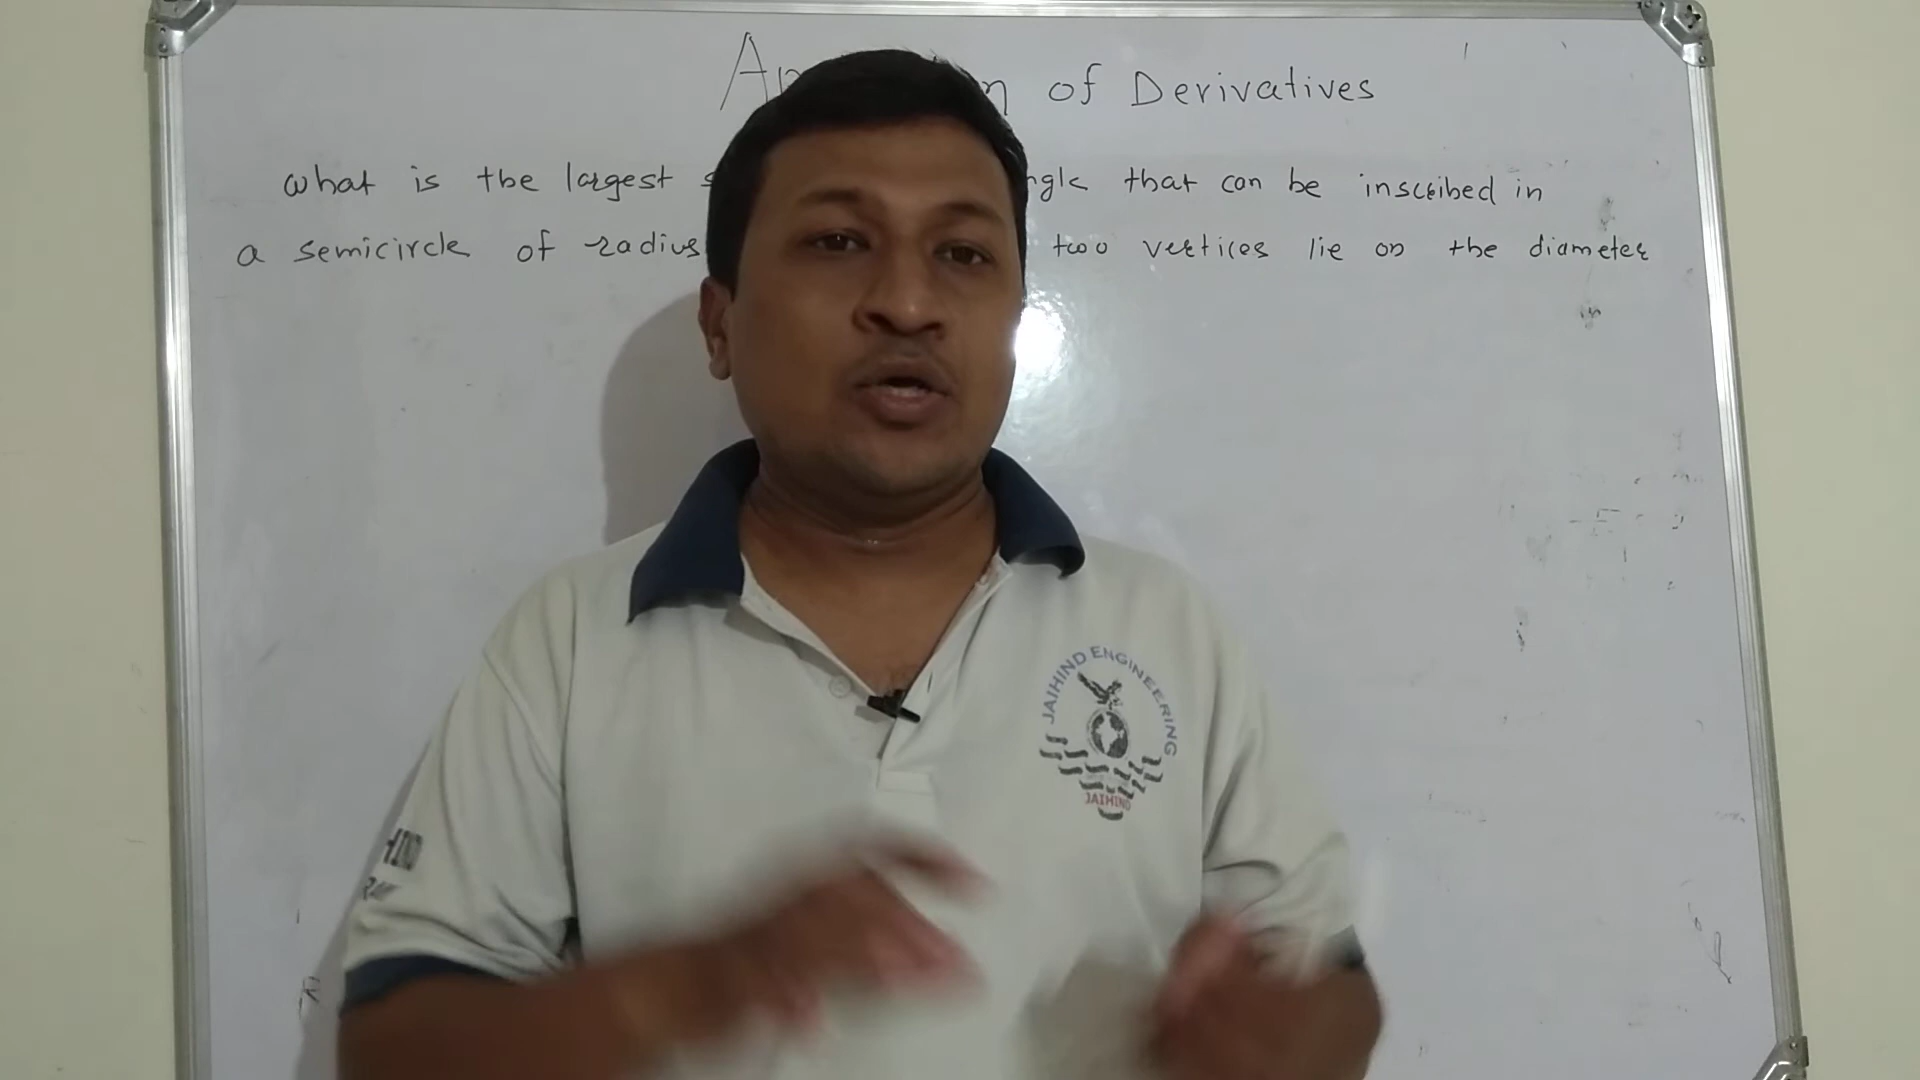 of Derivatives
what is the largest that can be inscribed in
a semicircle of radius two vertices lie on the diameter
in
JAIHIND ENGINEERING
JAIHIND